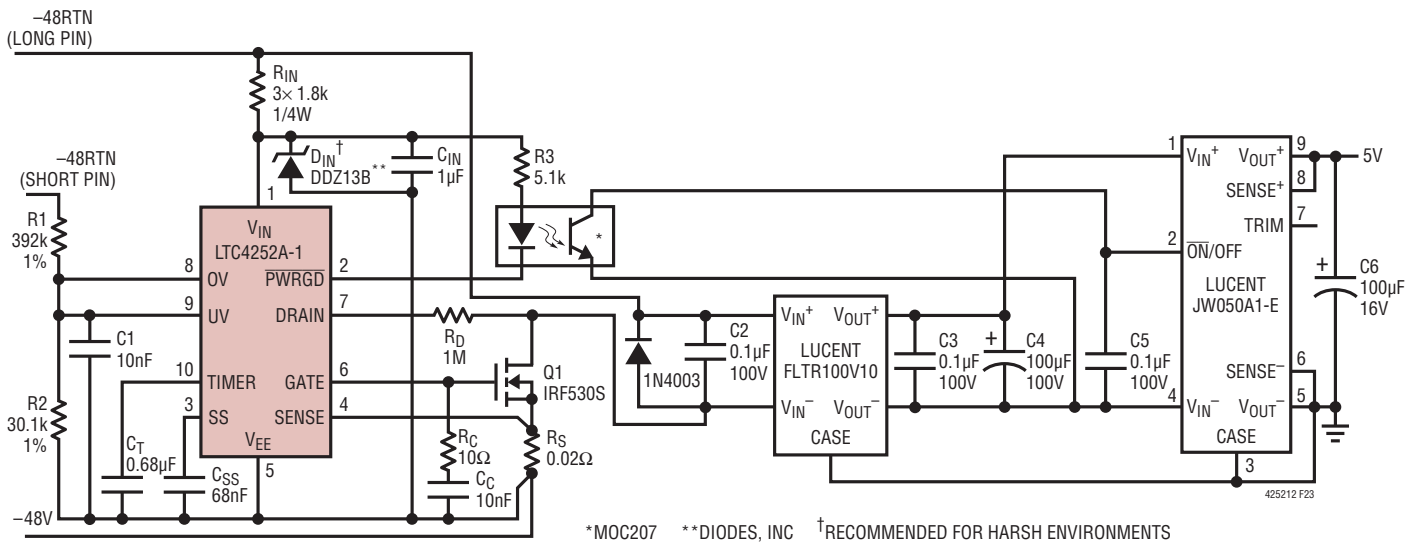 –48RTN
(LONG PIN)
RIN
3× 1.8k
1/4W
–48RTN
(SHORT PIN)
DIN†
DDZ13B**
CIN
1µF
R3
5.1k
1
R1
392k
1%
VIN
LTC4252A-1
8
OV
PWRGD
2
9
UV
DRAIN
7
C1
10nF
RD
1M
10
TIMER
GATE
6
Q1
IRF530S
R2
30.1k
1%
3
SS
SENSE
4
VEE
5
CT
0.68µF
CSS
68nF
RC
10Ω
CC
10nF
RS
0.02Ω
–48V
*
1N4003
C2
0.1µF
100V
VIN+
VOUT+
LUCENT
FLTR100V10
VIN–
VOUT–
CASE
C3
0.1µF
100V
+
C4
100µF
100V
C5
0.1µF
100V
1
VIN+
VOUT+
9
5V
SENSE+
8
TRIM
7
2
ON/OFF
LUCENT
JW050A1-E
+
C6
100µF
16V
SENSE–
6
4
VIN–
VOUT–
5
CASE
3
425212 F23
*MOC207 **DIODES, INC †RECOMMENDED FOR HARSH ENVIRONMENTS